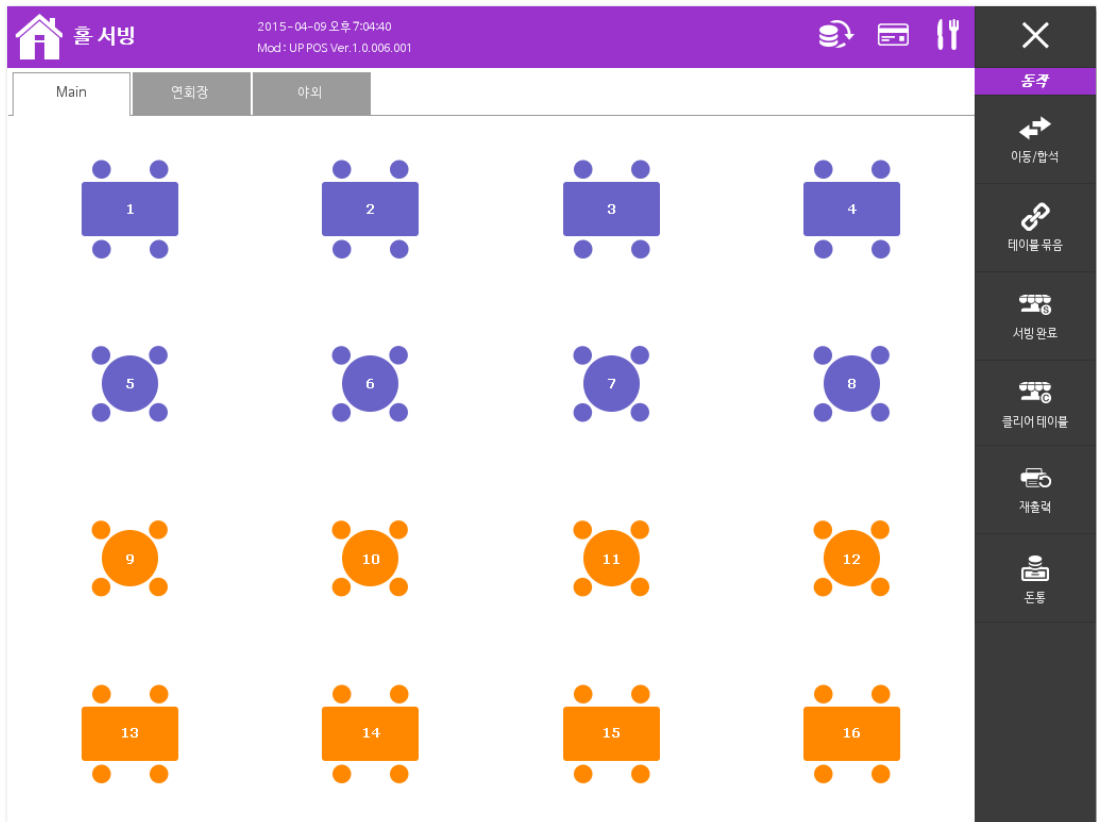 홀 서빙
2015-04-09 오후 7:04:40
Mod : UP POS Ver.1.0.006.001
동작
Main
연회장
야외
이동/합석
테이블 묶음
서빙 완료
클리어 테이블
재출력
돈통
1
2
3
4
5
6
7
8
9
10
11
12
13
14
15
16
S
C